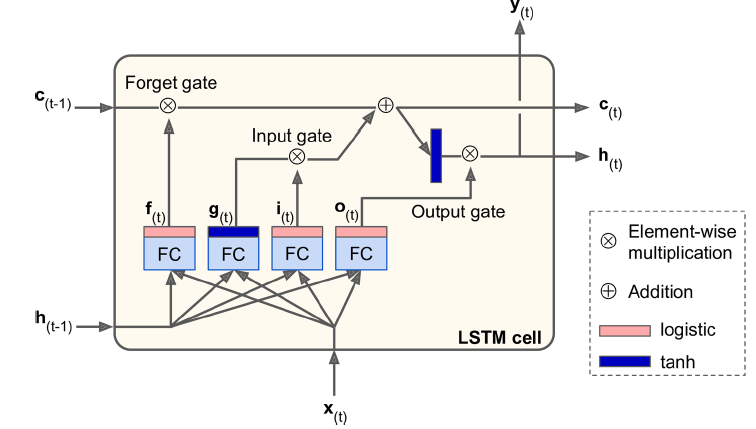 y(t)
Forget gate
c(t-1)
c(t)
Input gate
h(t)
f(t)
g(t)
i(t)
o(t)
Output gate
FC
FC
FC
FC
h(t-1)
LSTM cell
x(t)
Element-wise
multiplication
Addition
logistic
tanh